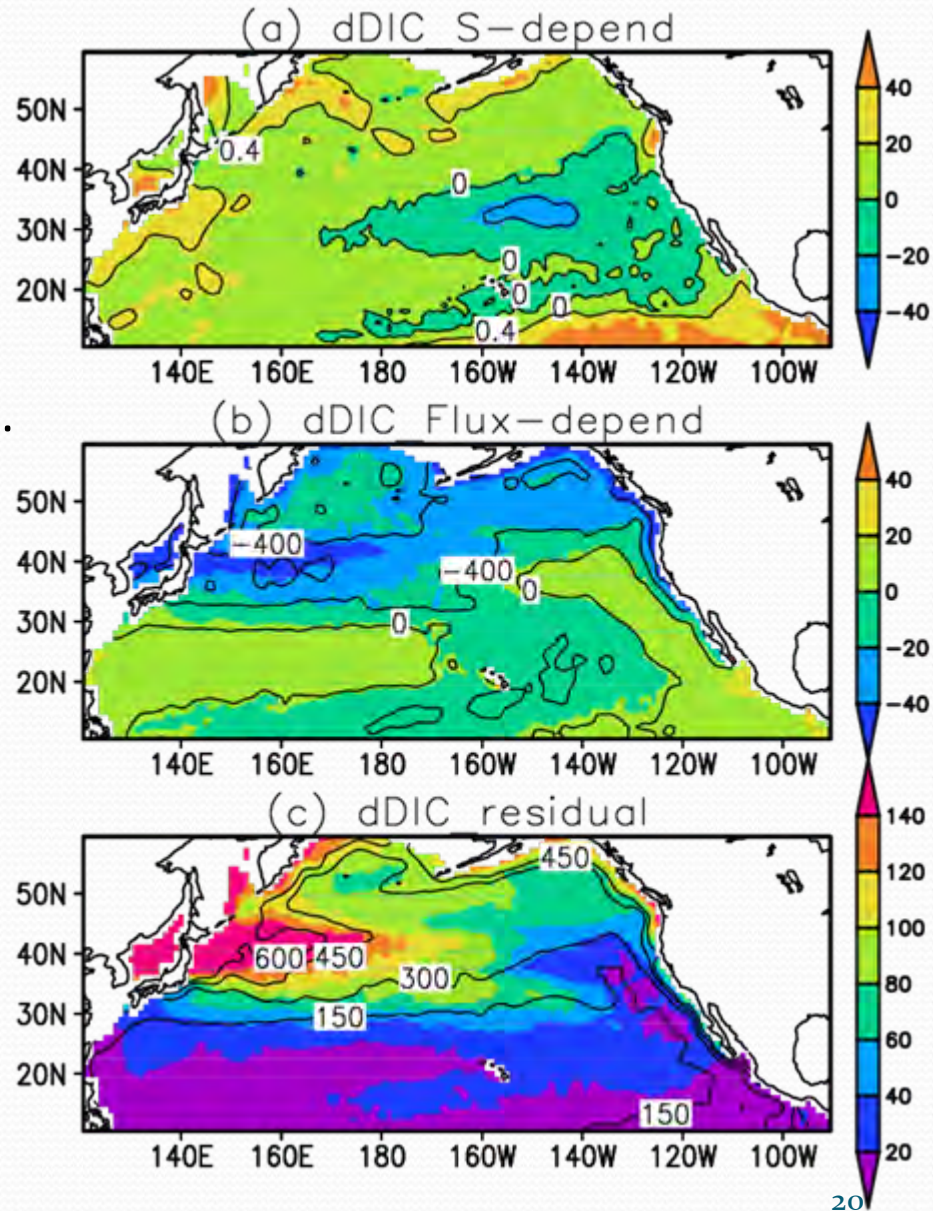 (a) dDIC_S-depend
50N
40N
30N
20N
0.4
0
0
0
0
0.4
140E 160E 180 160W 140W 120W 100W
40
20
0
-20
-40
.
(b) dDIC_Flux-depend
50N
40N
30N
20N
-400
-400
0
0
140E 160E 180 160W 140W 120W 100W
40
20
0
-20
-40
(c) dDIC_residual
50N
40N
30N
20N
450
600 450
300
150
150
140E 160E 180 160W 140W 120W 100W
140
120
100
80
60
40
20
20